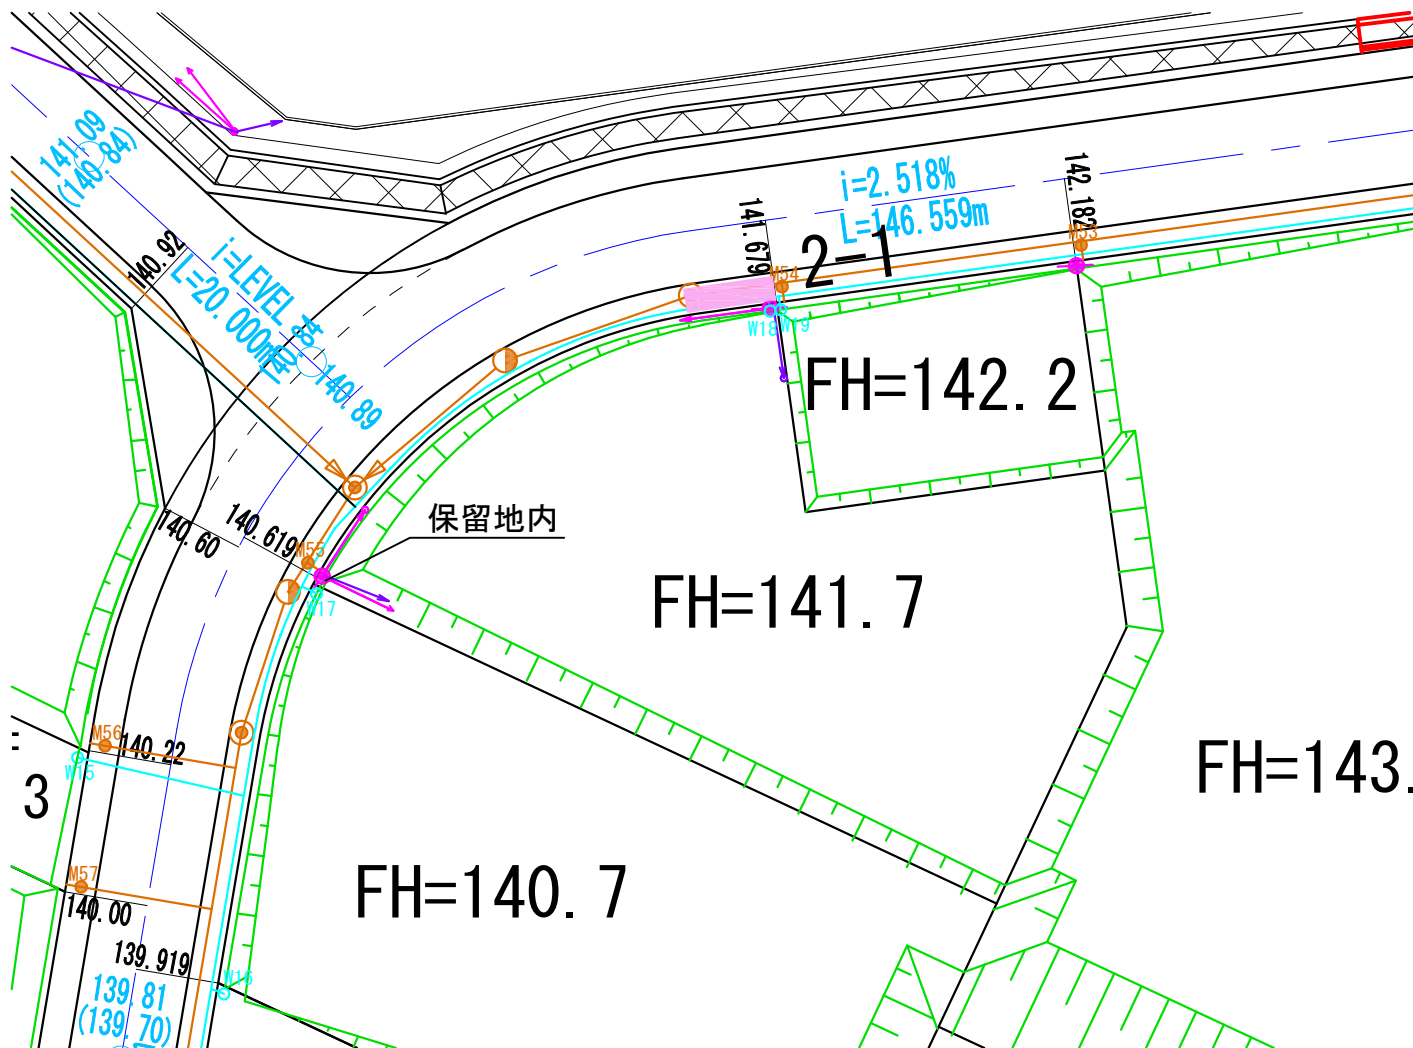 141.09
(140.84)
140.92
i=LEVEL
L=20.000m
140.89
i=2.518%
L=146.559m
142.182
M53
141.679
M54
2-1
W18
W19
FH=142.2
保留地内
140.60
140.619
M55
W17
FH=141.7
M56
140.22
W15
3
FH=143.
M57
140.00
FH=140.7
139.919
W16
139.81
(139.70)